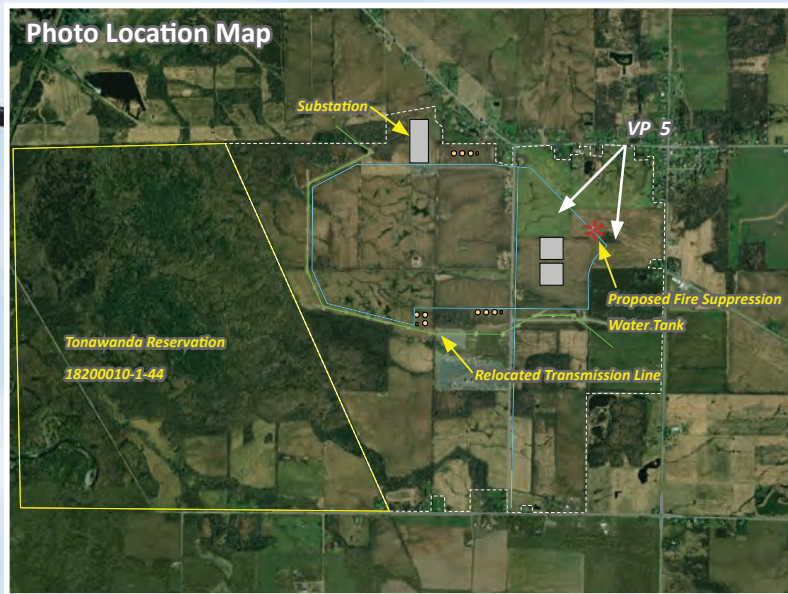 Photo Location Map
Substation
VP 5
Proposed Fire Suppression
Water Tank
Tonawanda Reservation
18200010-1-44
Relocated Transmission Line